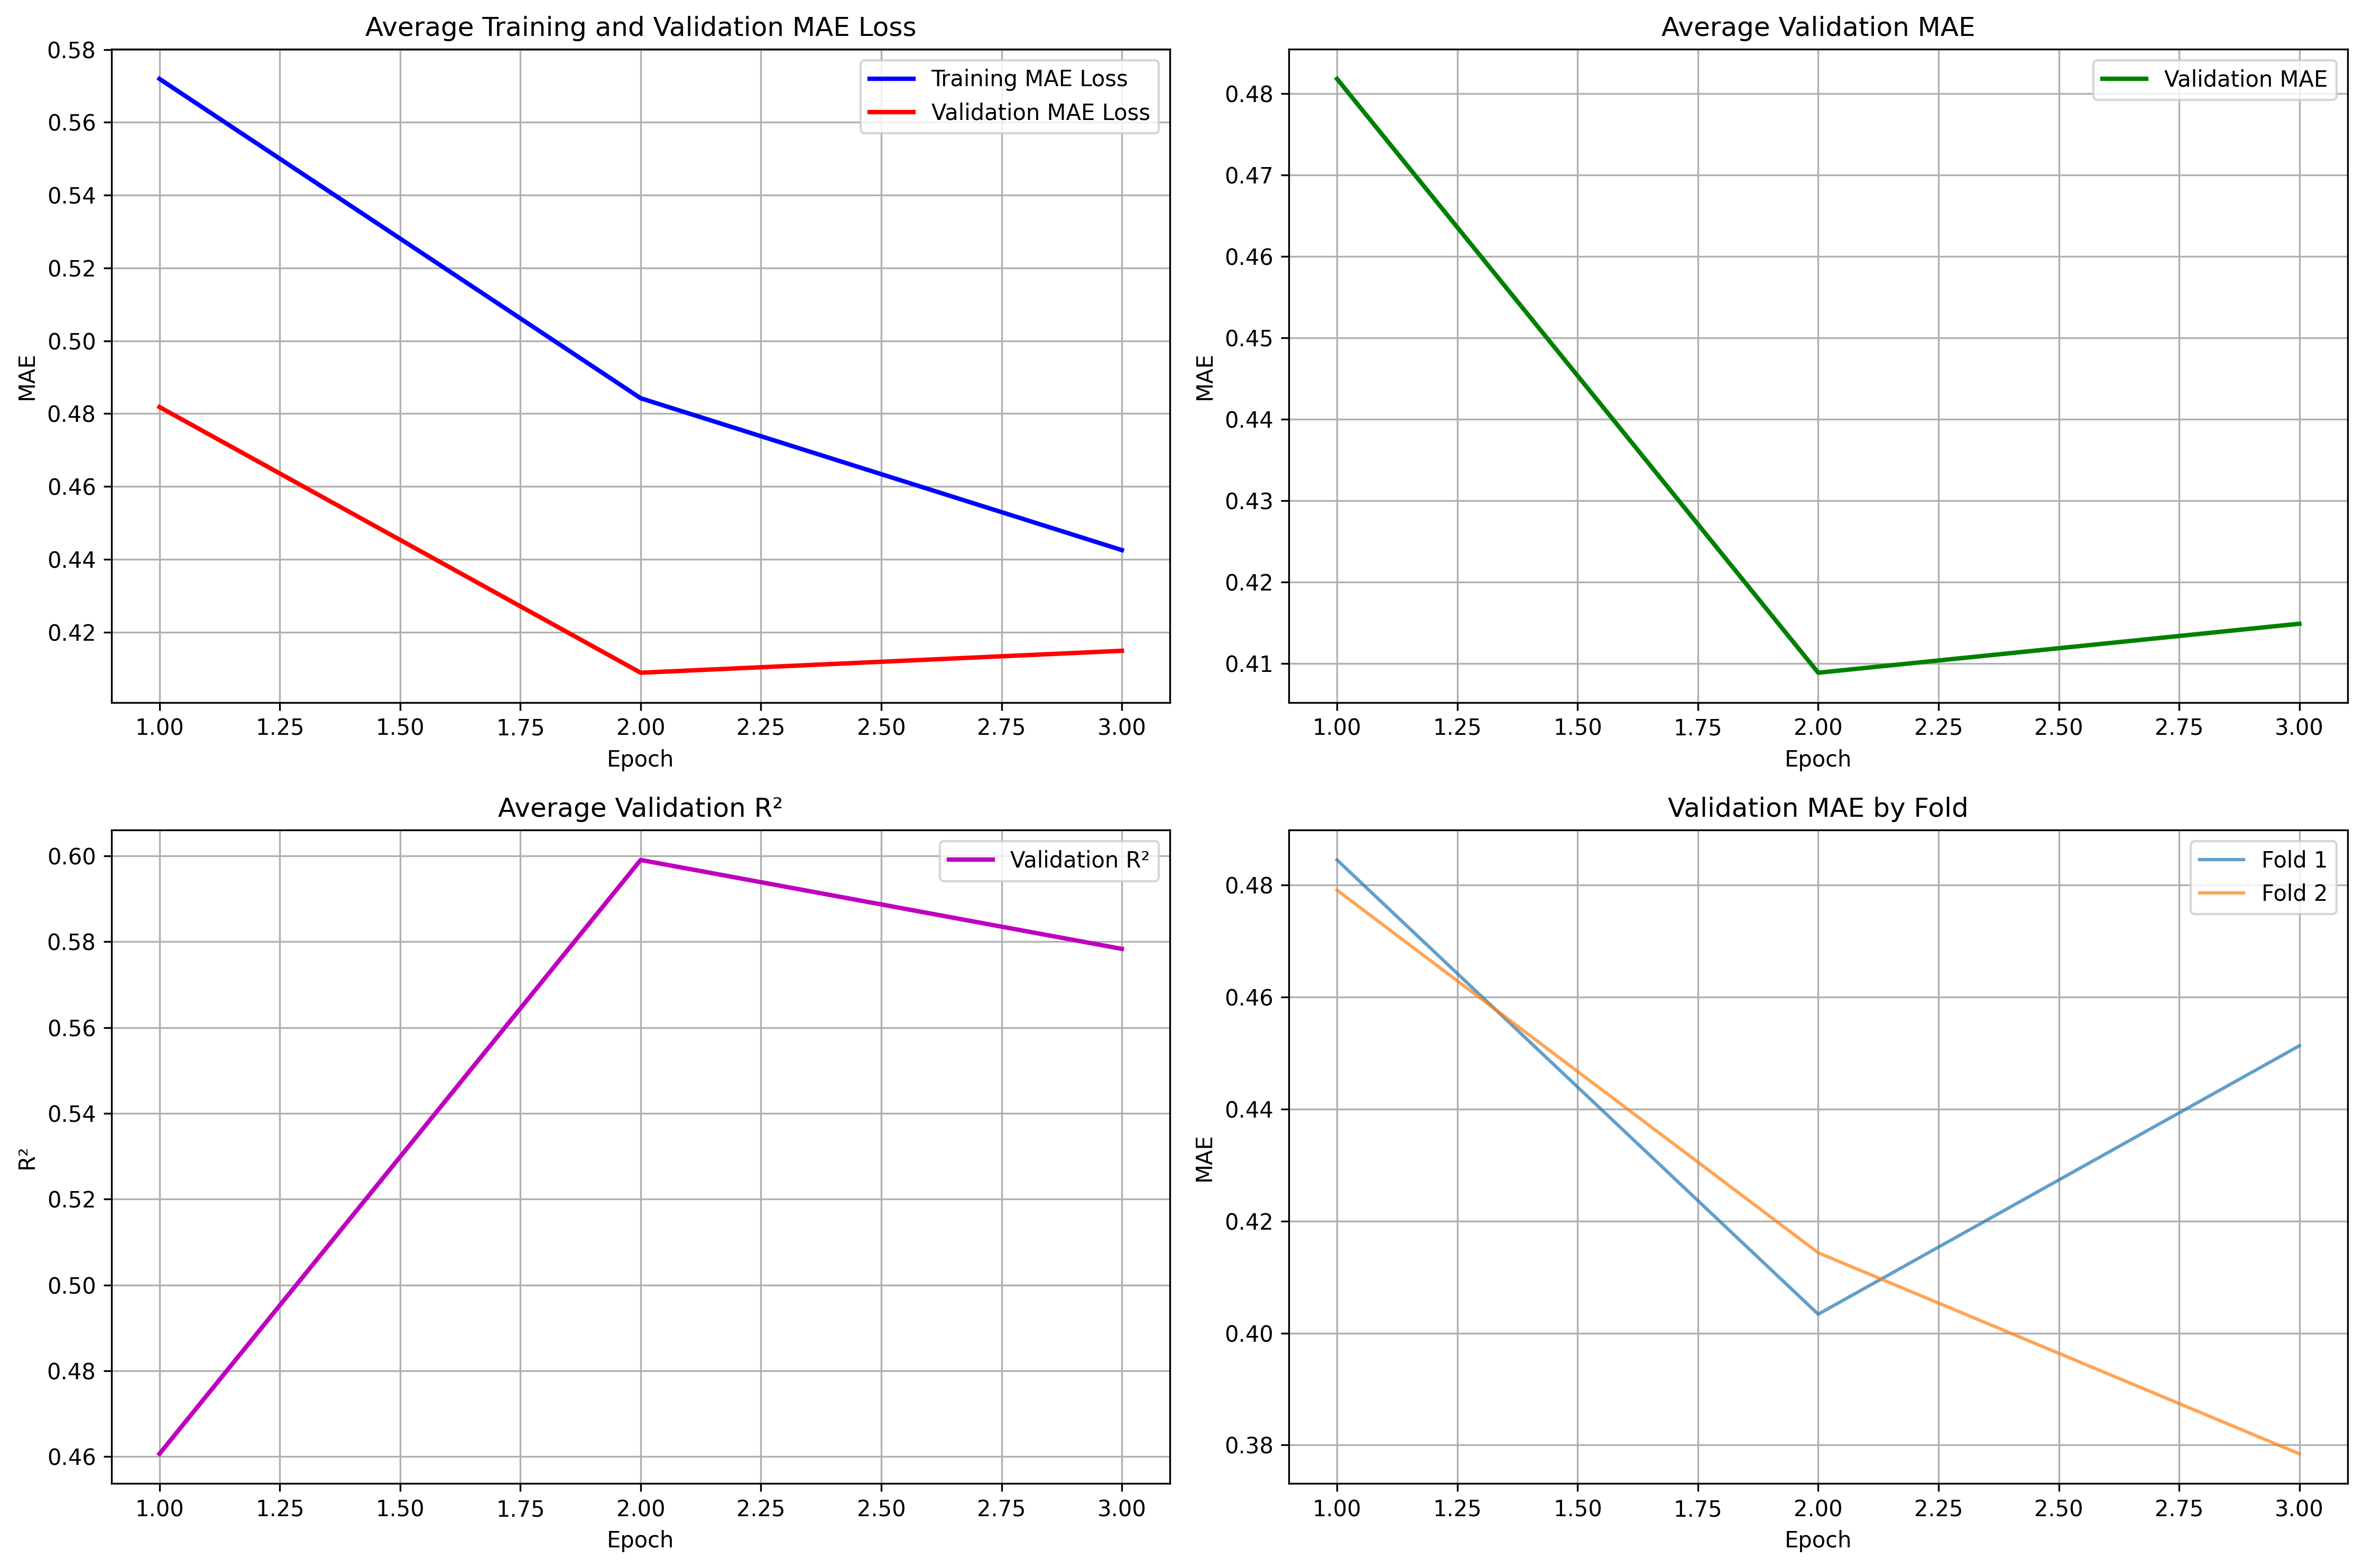 Average Training and Validation MAE Loss
0.58
0.56
0.54
0.52
0.50
0.48
0.46
0.44
0.42
MAE
Training MAE Loss
Validation MAE Loss
1.00 1.25 1.50 1.75 2.00 2.25 2.50 2.75 3.00
Epoch
Average Validation MAE
0.48
0.47
0.46
0.45
0.44
0.43
0.42
0.41
MAE
Validation MAE
1.00 1.25 1.50 1.75 2.00 2.25 2.50 2.75 3.00
Epoch
Average Validation R²
0.60
0.58
0.56
0.54
0.52
0.50
0.48
0.46
R²
Validation R²
1.00 1.25 1.50 1.75 2.00 2.25 2.50 2.75 3.00
Epoch
Validation MAE by Fold
0.48
0.46
0.44
0.42
0.40
0.38
MAE
Fold 1
Fold 2
1.00 1.25 1.50 1.75 2.00 2.25 2.50 2.75 3.00
Epoch